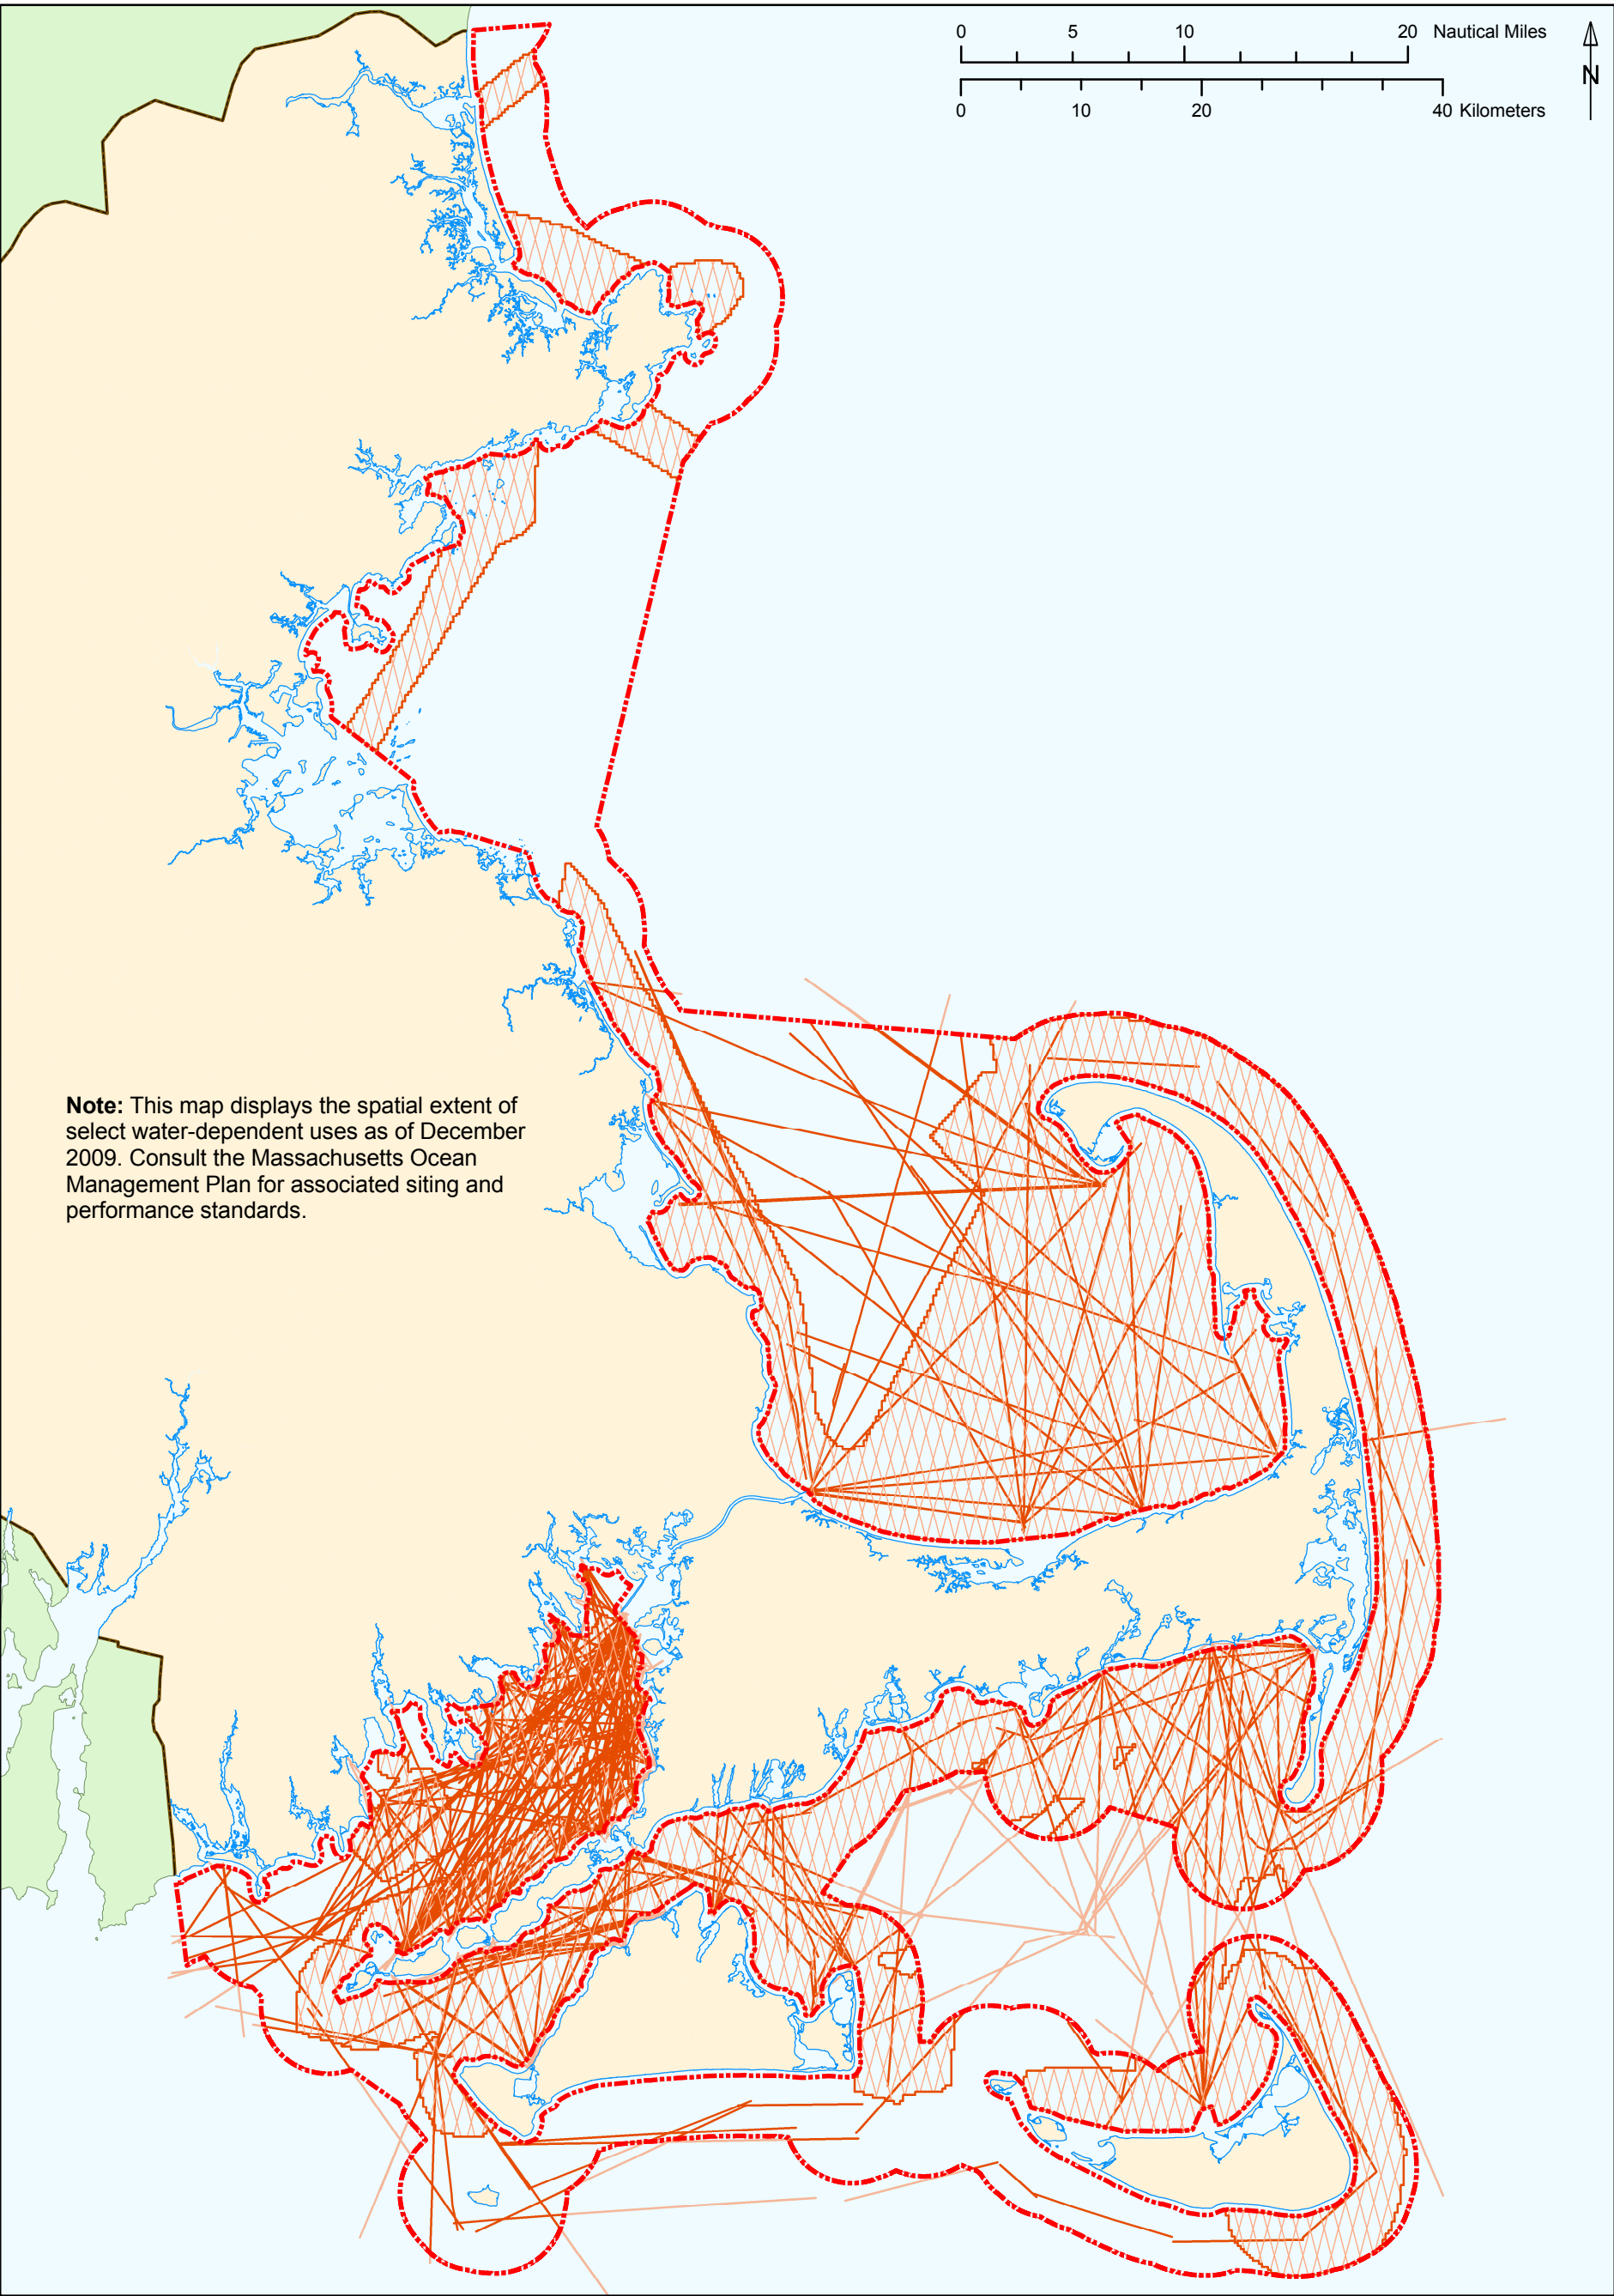 0 5 10 20 Nautical Miles
N
0 10 20 40 Kilometers
Note: This map displays the spatial extent of
select water-dependent uses as of December
2009. Consult the Massachusetts Ocean
Management Plan for associated siting and
performance standards.